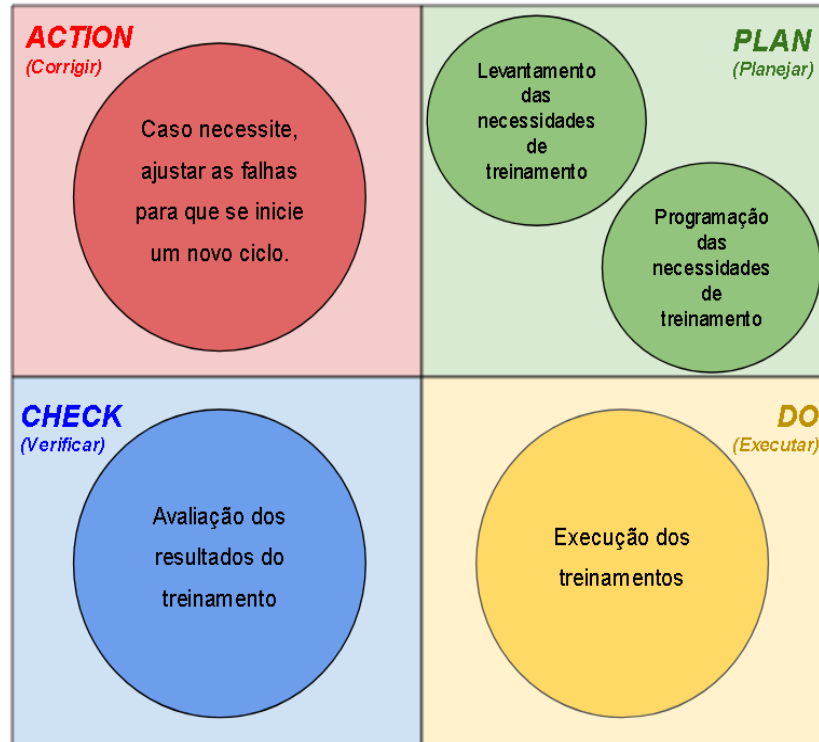 ACTION
(Corrigir)
Caso necessite,
ajustar as falhas
para que se inicie
um novo ciclo.
PLAN
(Planejar)
Levantamento
das
necessidades
de
treinamento
Programação
das
necessidades
de
treinamento
CHECK
(Verificar)
Avaliação dos
resultados do
treinamento
DO
(Executar)
Execução dos
treinamentos